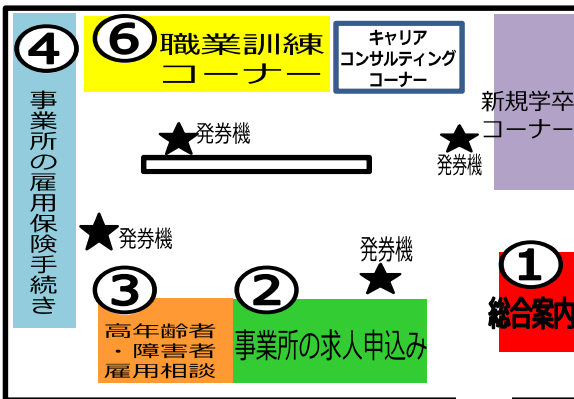 ④
事業所の雇用保険手続き
⑥
職業訓練
コーナー
キャリア
コンサルティング
コーナー
新規学卒
コーナー
発券機
発券機
発券機
発券機
①
総合案内
②
事業所の求人申込み
③
高年齢者
・障害者
雇用相談